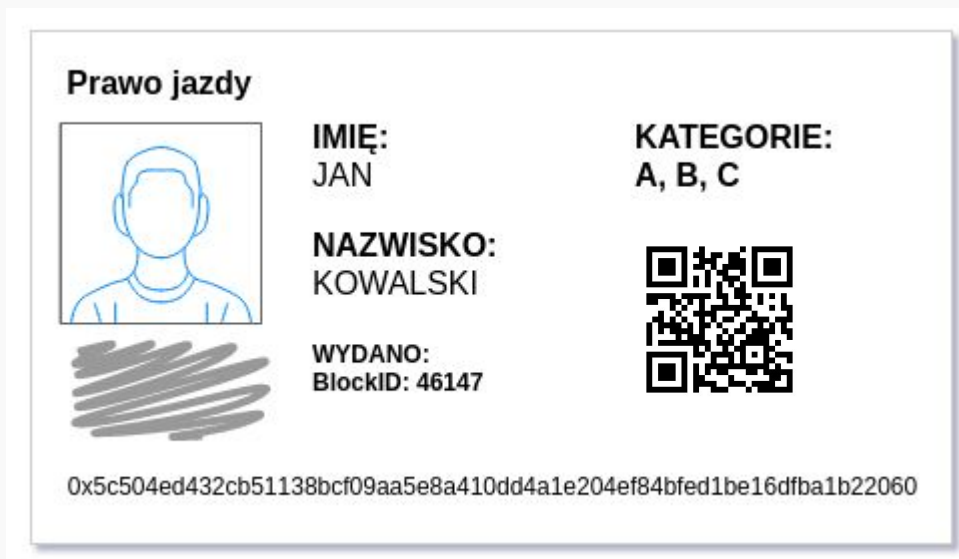 Prawo jazdy
IMIĘ:
JAN
KATEGORIE:
A, B, C
NAZWISKO:
KOWALSKI
WYDANO:
BlockID: 46147
0x5c504ed432cb51138bcf09aa5e8a410dd4a1e204ef84bfed1be16dfba1b22060